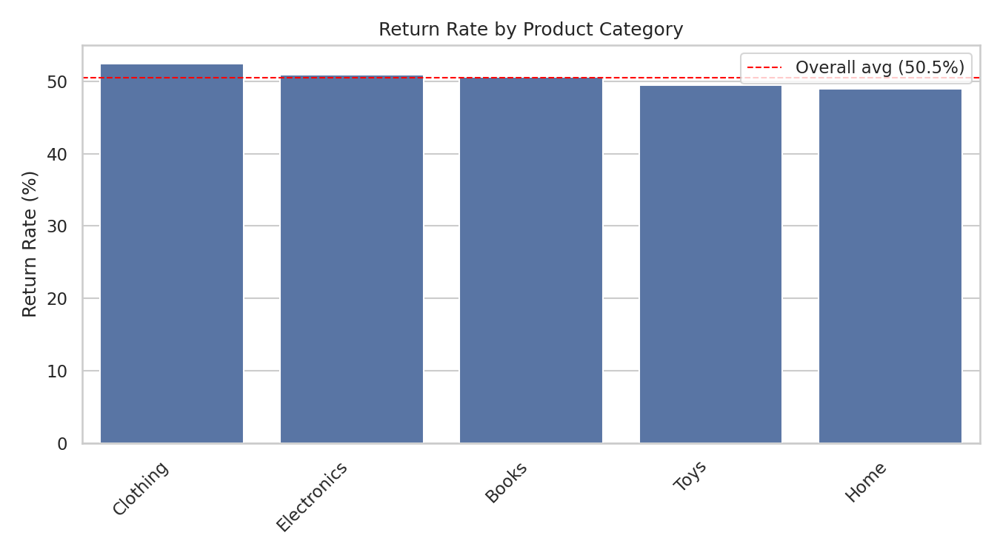 Return Rate by Product Category
Overall avg (50.5%)
Return Rate (%)
50
40
30
20
10
0
Clothing
Electronics
Books
Toys
Home